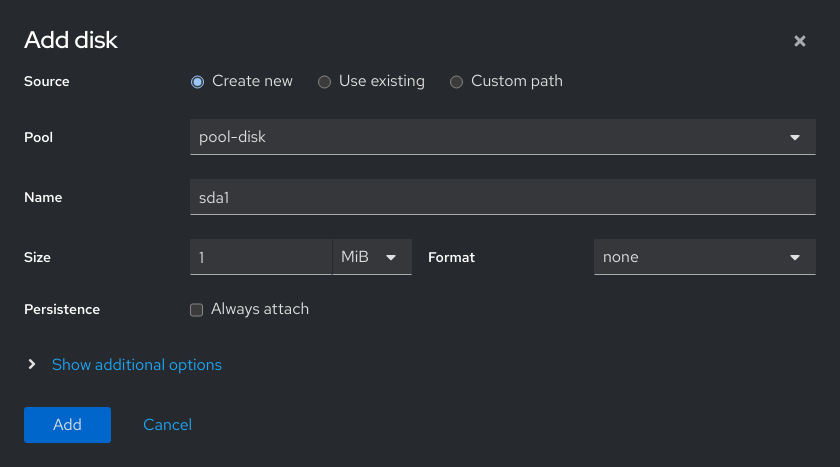 Add disk
Source Create new Use existing Custom path
Pool pool-disk
Name sda1
Size 1 MiB Format none
Persistence Always attach
Show additional options
Add Cancel